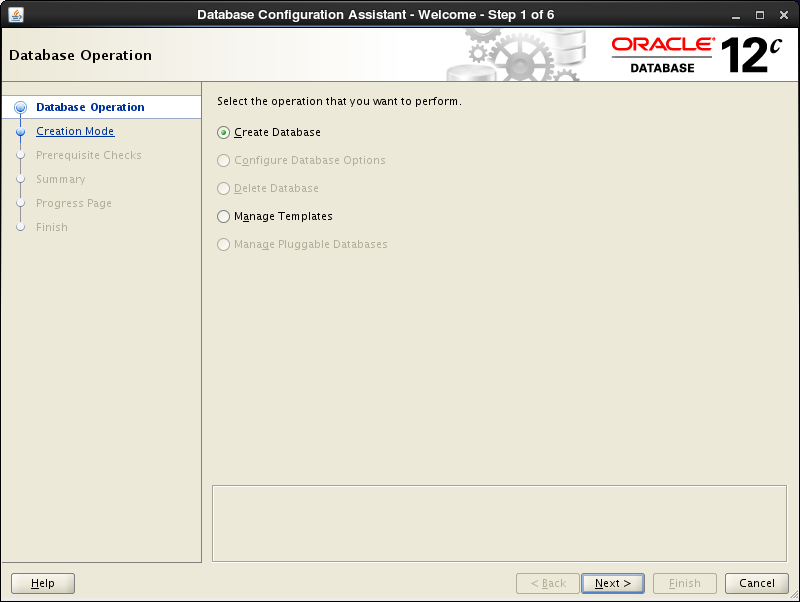 Database Configuration Assistant - Welcome - Step 1 of 6
Database Operation
ORACLE®
DATABASE
12c
Database Operation
Creation Mode
Prerequisite Checks
Summary
Progress Page
Finish
Select the operation that you want to perform.
Create Database
Configure Database Options
Delete Database
Manage Templates
Manage Pluggable Databases
Help
< Back
Next >
Finish
Cancel